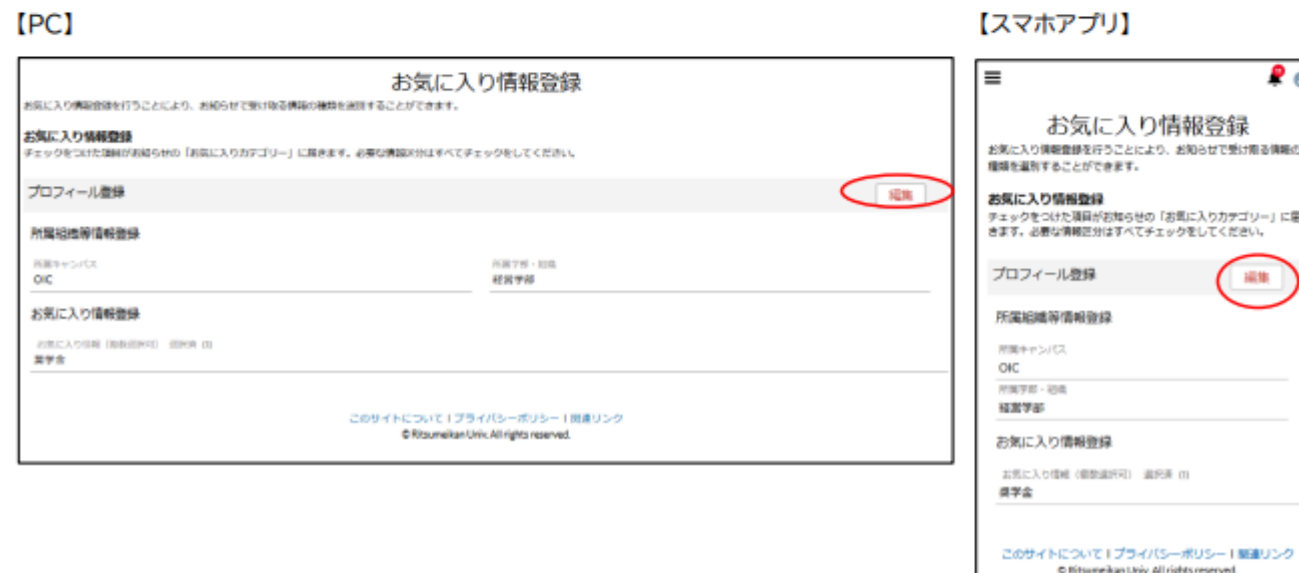 【PC】
お気に入り情報登録
お気に入り情報登録を行うことにより、お知らせで受け取る情報の種類を選別することができます。
お気に入り情報登録
チェックをつけた項目がお知らせの「お気に入りカテゴリー」に届きます。必要な情報区分はすべてチェックをしてください。
プロフィール登録
編集
所属組織等情報登録
所属キャンパス
OIC
所属学部・組織
経営学部
お気に入り情報登録
お気に入り情報（複数選択可） 選択済 (1)
奨学金
このサイトについて | プライバシーポリシー | 関連リンク
© Ritsumeikan Univ. All rights reserved.
【スマホアプリ】
お気に入り情報登録
お気に入り情報登録を行うことにより、お知らせで受け取る情報の
種類を選別することができます。
お気に入り情報登録
チェックをつけた項目がお知らせの「お気に入りカテゴリー」に届
きます。必要な情報区分はすべてチェックをしてください。
プロフィール登録
編集
所属組織等情報登録
所属キャンパス
OIC
所属学部・組織
経営学部
お気に入り情報登録
お気に入り情報（複数選択可） 選択済 (1)
奨学金
このサイトについて | プライバシーポリシー | 関連リンク
© Ritsumeikan Univ. All rights reserved.